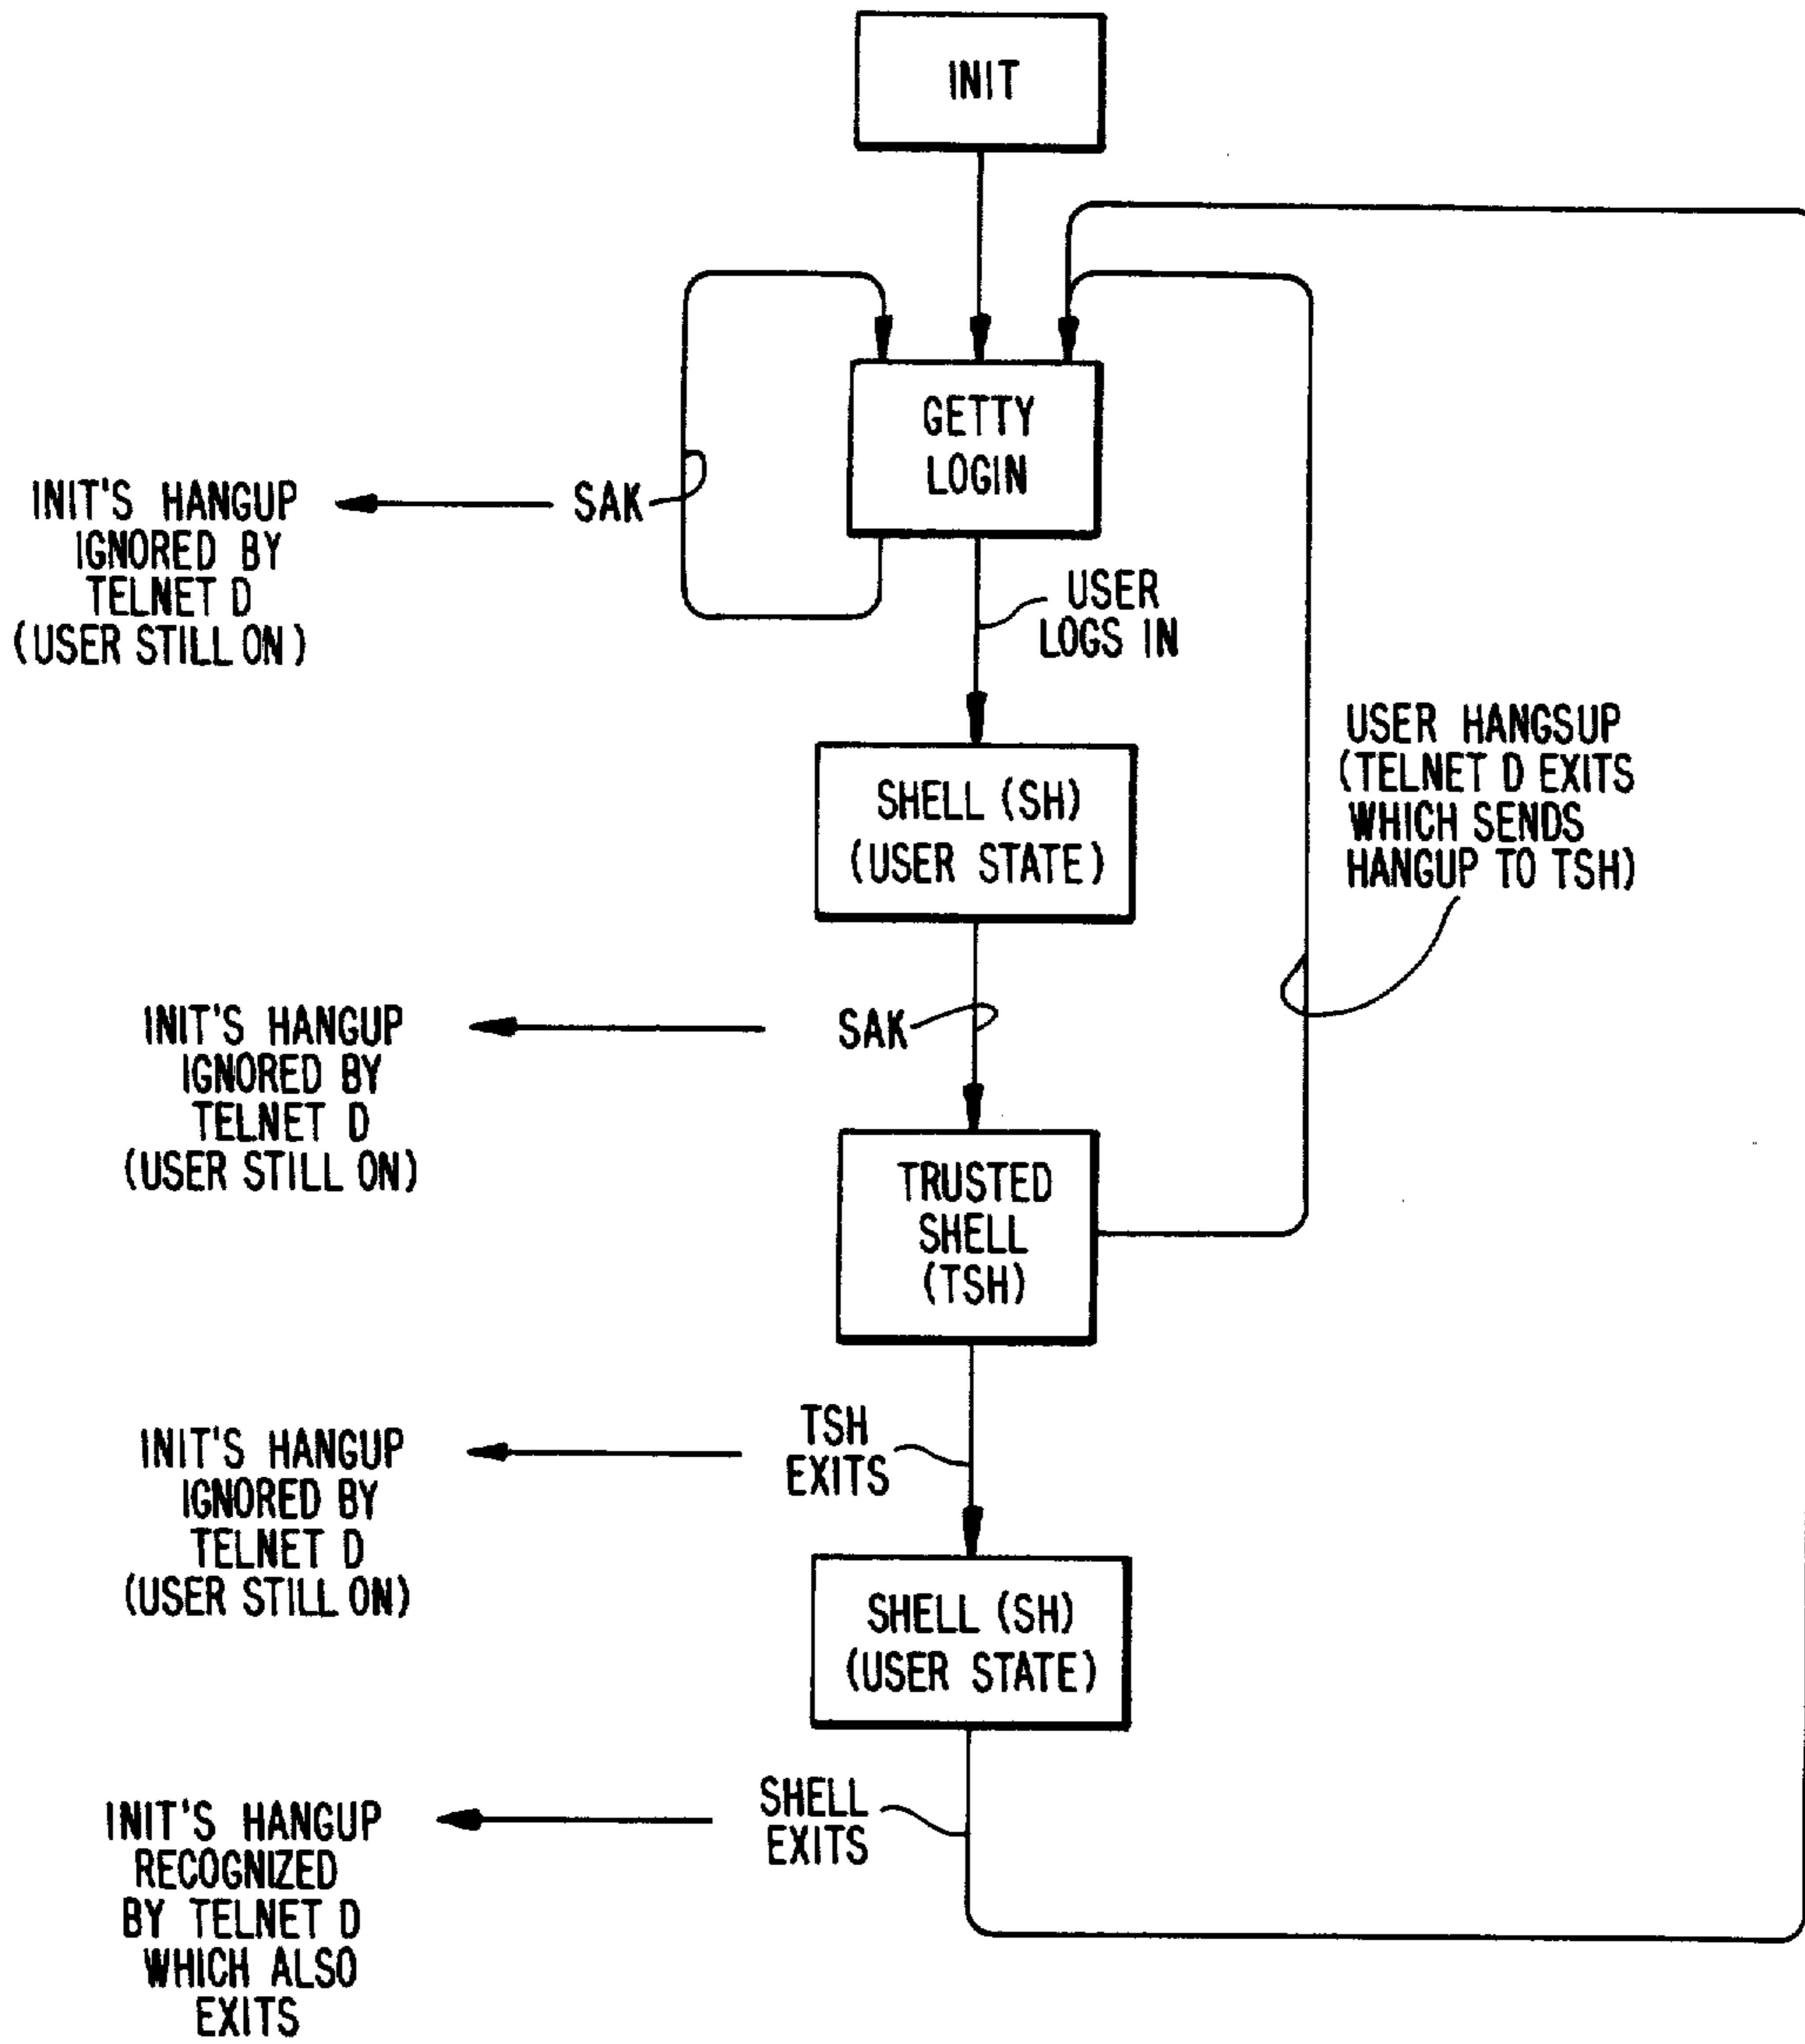 INIT
GETTY
LOGIN
INIT'S HANGUP
IGNORED BY
TELNET D
(USER STILL ON)
SAK
USER
LOGS IN
SHELL (SH)
(USER STATE)
USER HANGSUP
(TELNET D EXITS
WHICH SENDS
HANGUP TO TSH)
INIT'S HANGUP
IGNORED BY
TELNET D
(USER STILL ON)
SAK
TRUSTED
SHELL
(TSH)
INIT'S HANGUP
IGNORED BY
TELNET D
(USER STILL ON)
TSH
EXITS
SHELL (SH)
(USER STATE)
INIT'S HANGUP
RECOGNIZED
BY TELNET D
WHICH ALSO
EXITS
SHELL
EXITS